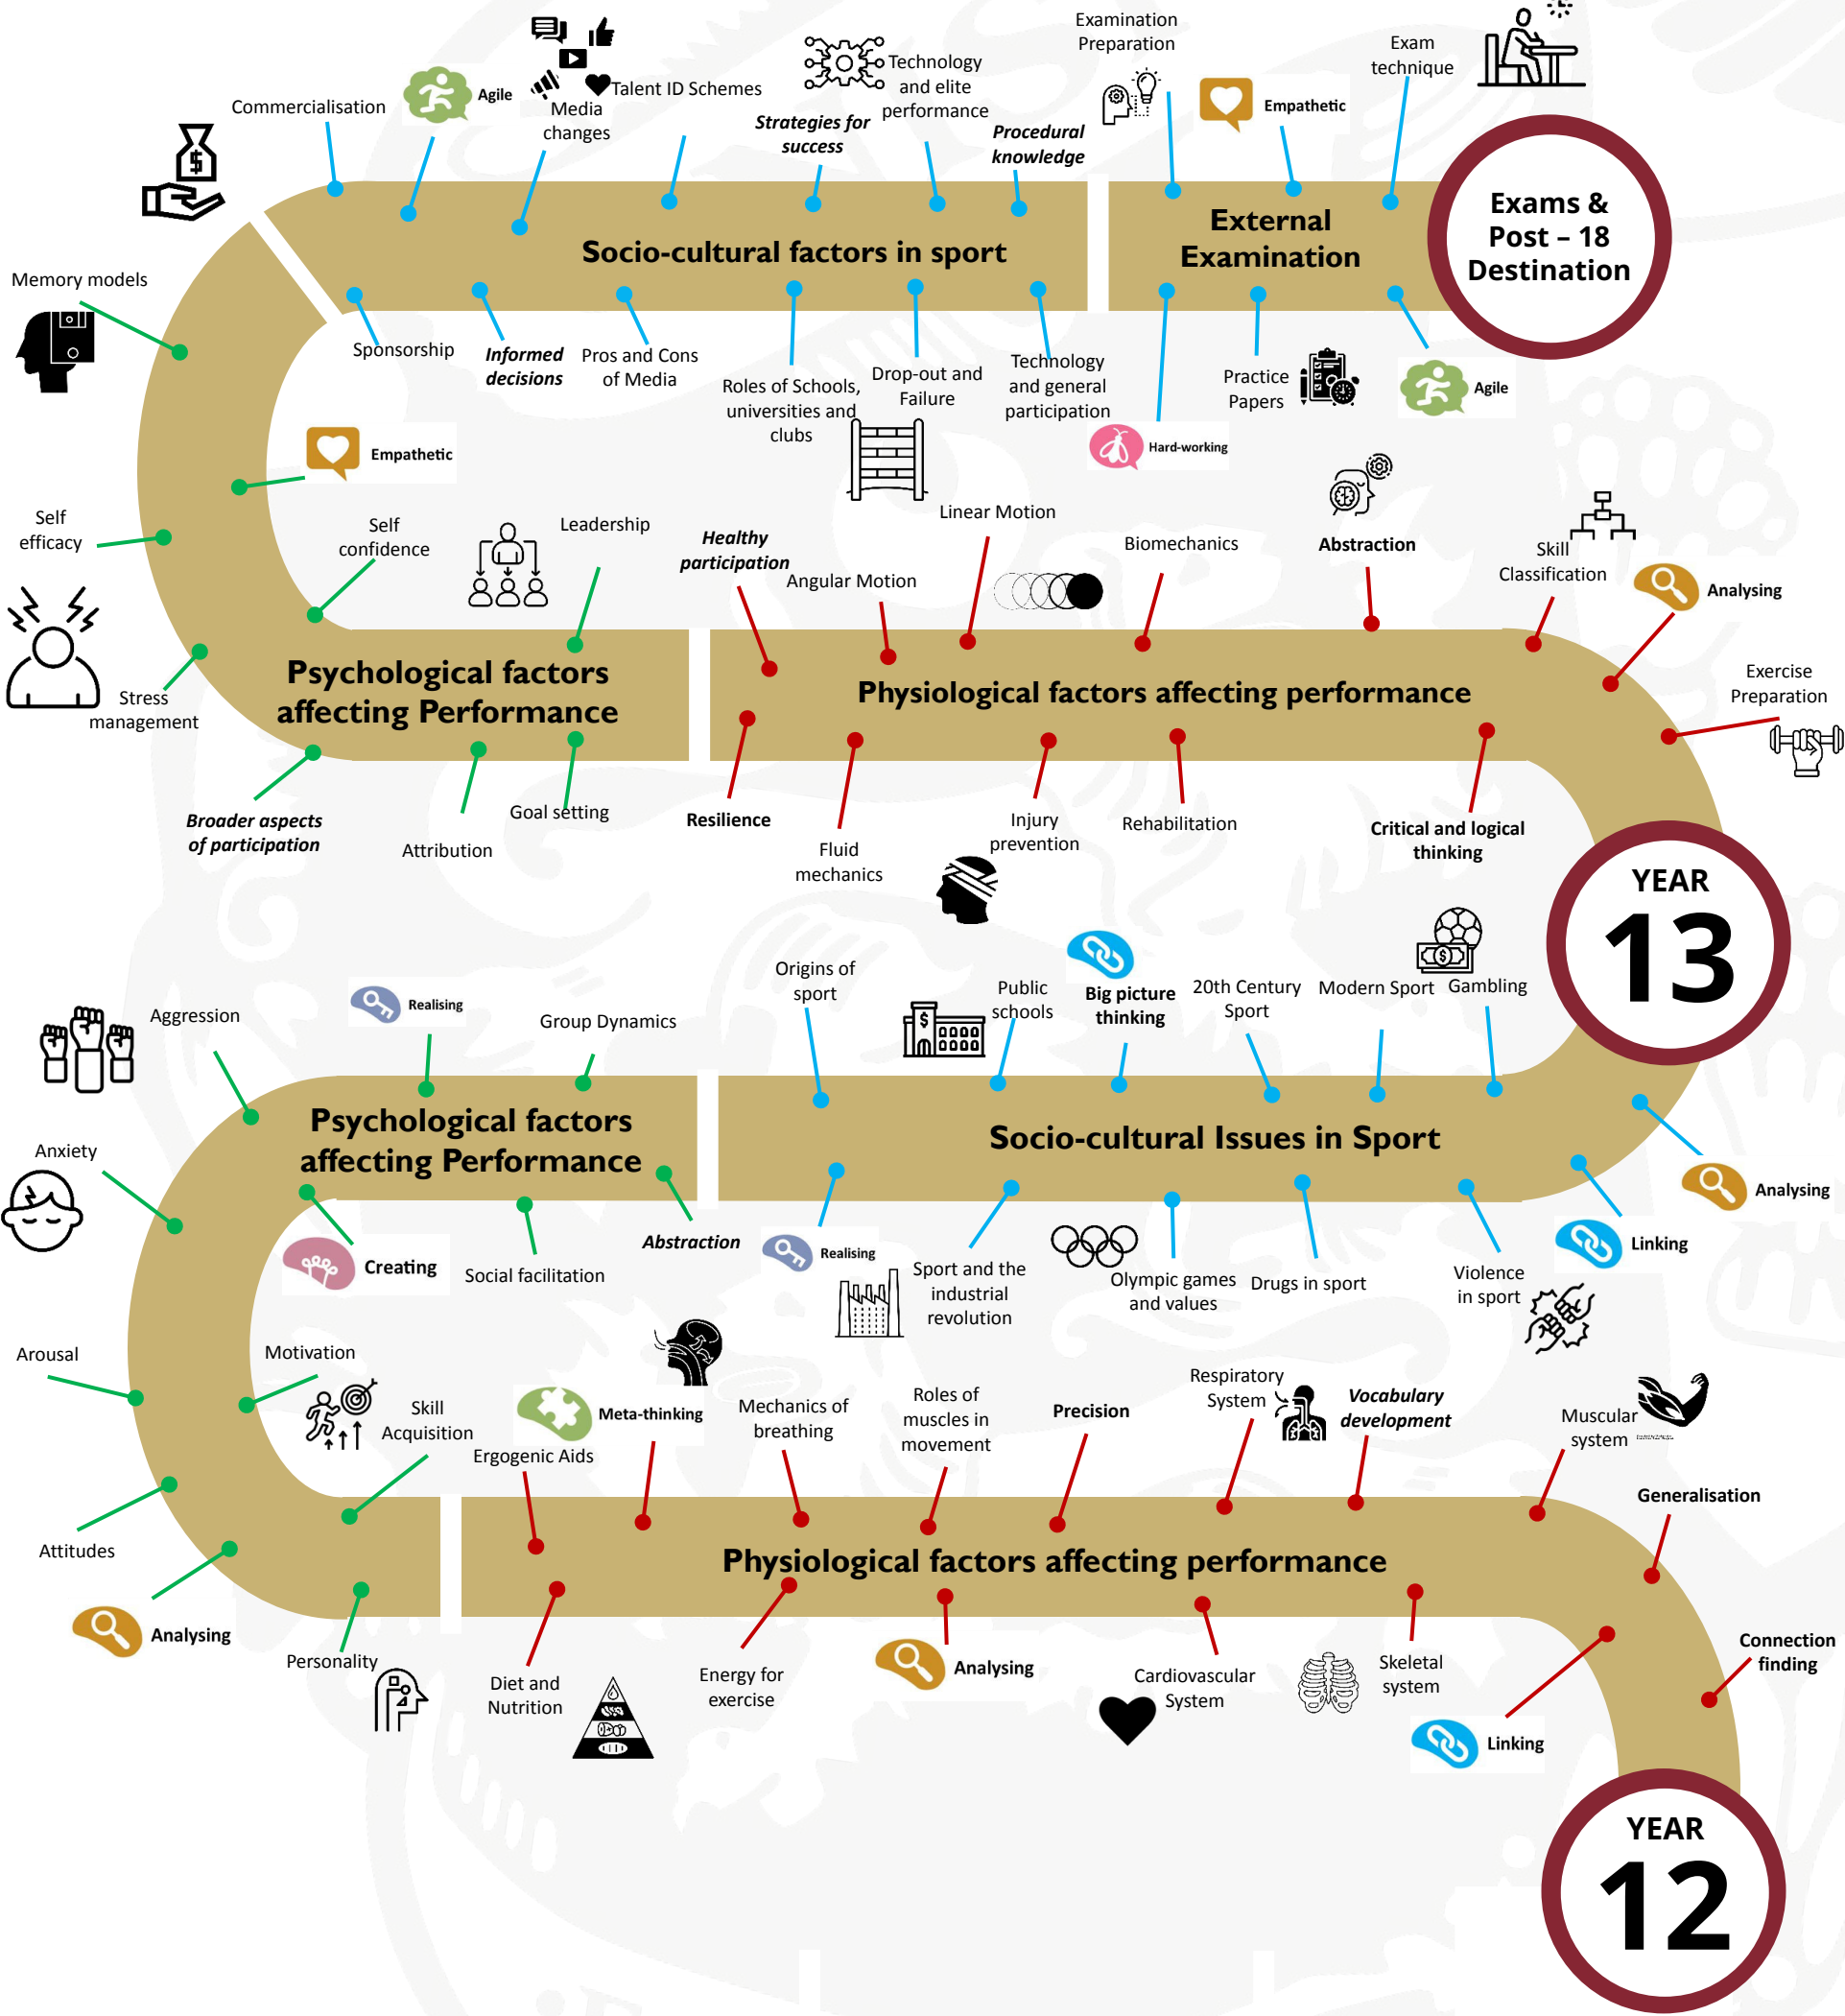 Examination
Preparation
Exam
technique
Commercialisation
Agile
Media
changes
Talent ID Schemes
Strategies for
success
Technology
and elite
performance
Procedural
knowledge
Empathetic
Socio-cultural factors in sport
External
Examination
Exams &
Post – 18
Destination
Memory models
Sponsorship
Informed
decisions
Pros and Cons
of Media
Roles of Schools,
universities and
clubs
Drop-out and
Failure
Technology
and general
participation
Hard-working
Practice
Papers
Agile
Empathetic
Self
efficacy
Self
confidence
Leadership
Healthy
participation
Angular Motion
Linear Motion
Biomechanics
Abstraction
Skill
Classification
Analysing
Exercise
Preparation
Stress
management
Psychological factors
affecting Performance
Physiological factors affecting performance
Broader aspects
of participation
Attribution
Goal setting
Resilience
Fluid
mechanics
Injury
prevention
Rehabilitation
Critical and logical
thinking
YEAR
13
Aggression
Realising
Group Dynamics
Origins of
sport
Public
schools
Big picture
thinking
20th Century
Sport
Modern Sport
Gambling
Anxiety
Psychological factors
affecting Performance
Socio-cultural Issues in Sport
Analysing
Creating
Social facilitation
Abstraction
Realising
Sport and the
industrial
revolution
Olympic games
and values
Drugs in sport
Violence
in sport
Linking
Arousal
Motivation
Skill
Acquisition
Ergogenic Aids
Meta-thinking
Mechanics of
breathing
Roles of
muscles in
movement
Precision
Respiratory
System
Vocabulary
development
Muscular
system
Generalisation
Attitudes
Physiological factors affecting performance
Analysing
Personality
Diet and
Nutrition
Energy for
exercise
Analysing
Cardiovascular
System
Skeletal
system
Linking
Connection
finding
YEAR
12